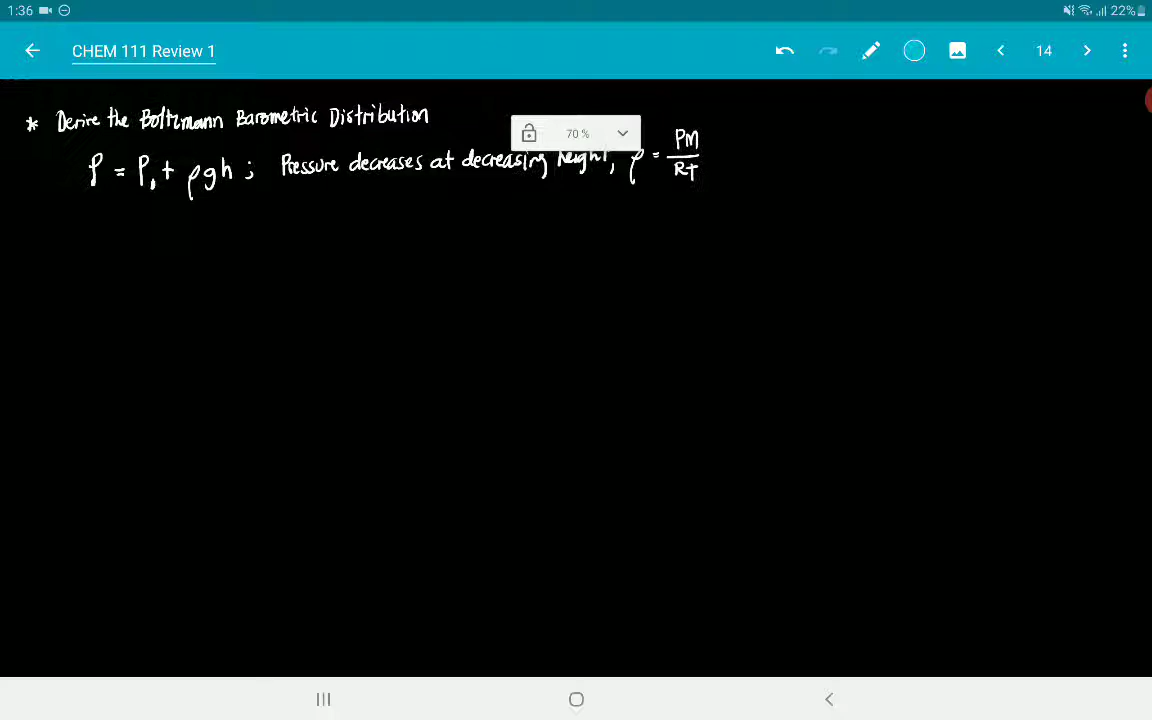 1:36 22%
CHEM 111 Review 1 14
* Derive the Boltzmann Barometric Distribution
70 %
P = P₀ + ρgh ; Pressure decreases at decreasing height, ρ = PM/RT